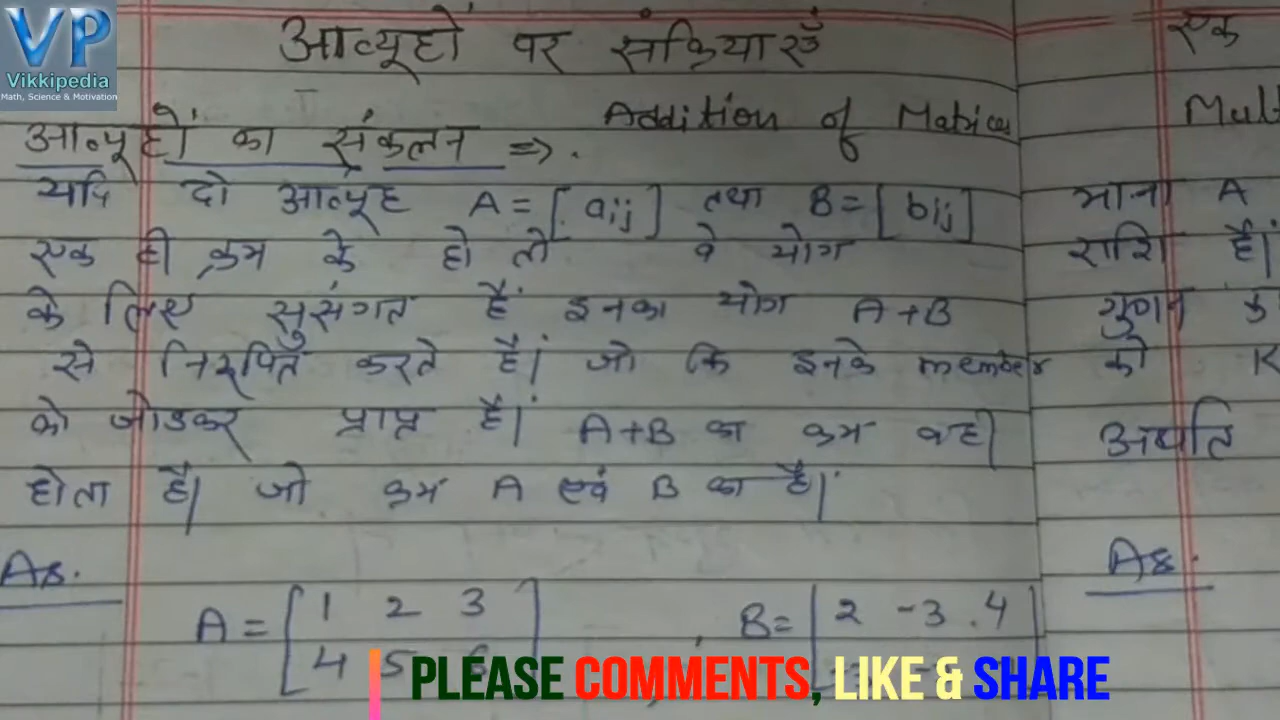 VP
Vikkipedia
Math, Science & Motivation
आव्यूहों पर संक्रियाएँ
Addition of Matrices
आव्यूहों का संकलन ⇒.
यदि दो आव्यूह A = [aij] तथा B = [bij]
एक ही क्रम के हो तो वे योग
के लिए सुसंगत हैं इनका योग A+B
से निरुपित करते है। जो कि इनके member
को जोडकर प्राप्त है। A+B का क्रम वही
होता है। जो क्रम A एवं B का है।
As.
A = [1 2 3
4 5
, B = [2 -3 . 4
एक
Mul
माना A
राशि है।
गुणन क
को K
अर्थात
As.
PLEASE COMMENTS, LIKE & SHARE